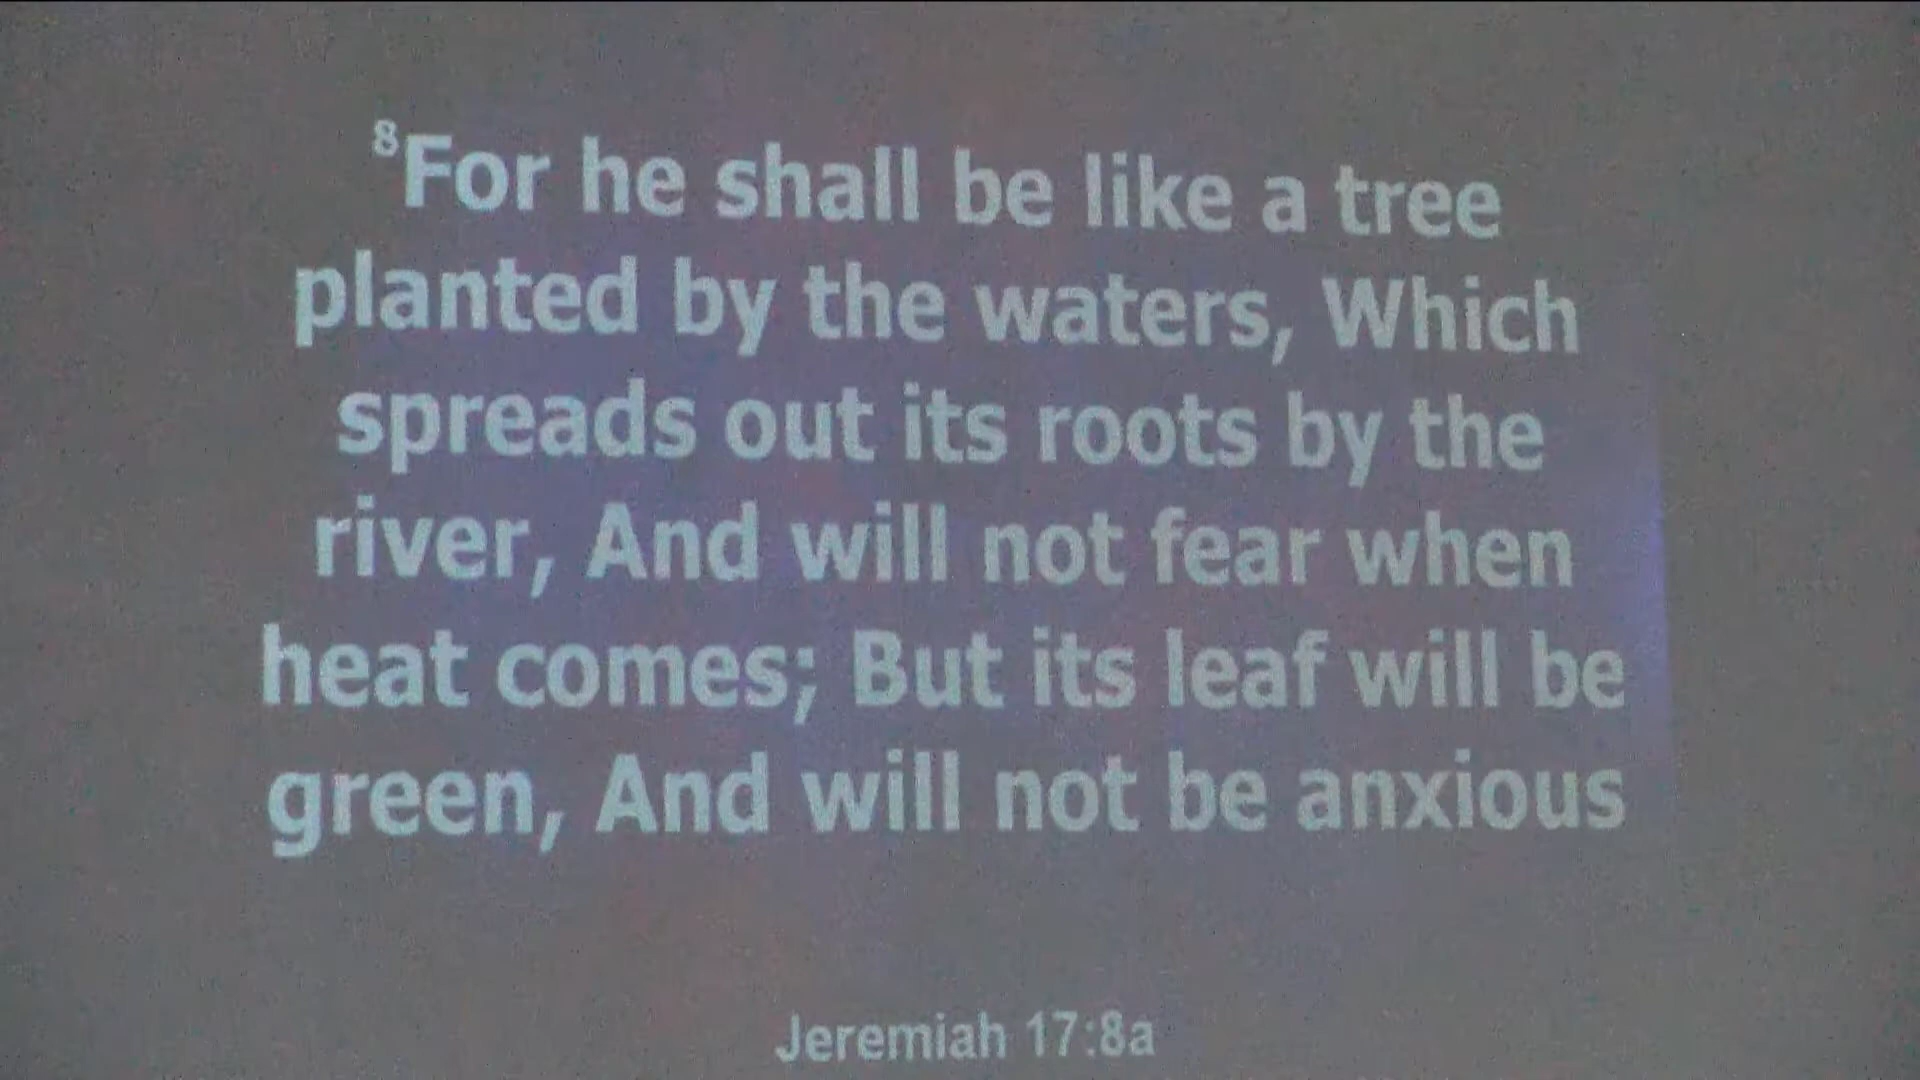 ⁸For he shall be like a tree
planted by the waters, Which
spreads out its roots by the
river, And will not fear when
heat comes; But its leaf will be
green, And will not be anxious
Jeremiah 17:8a